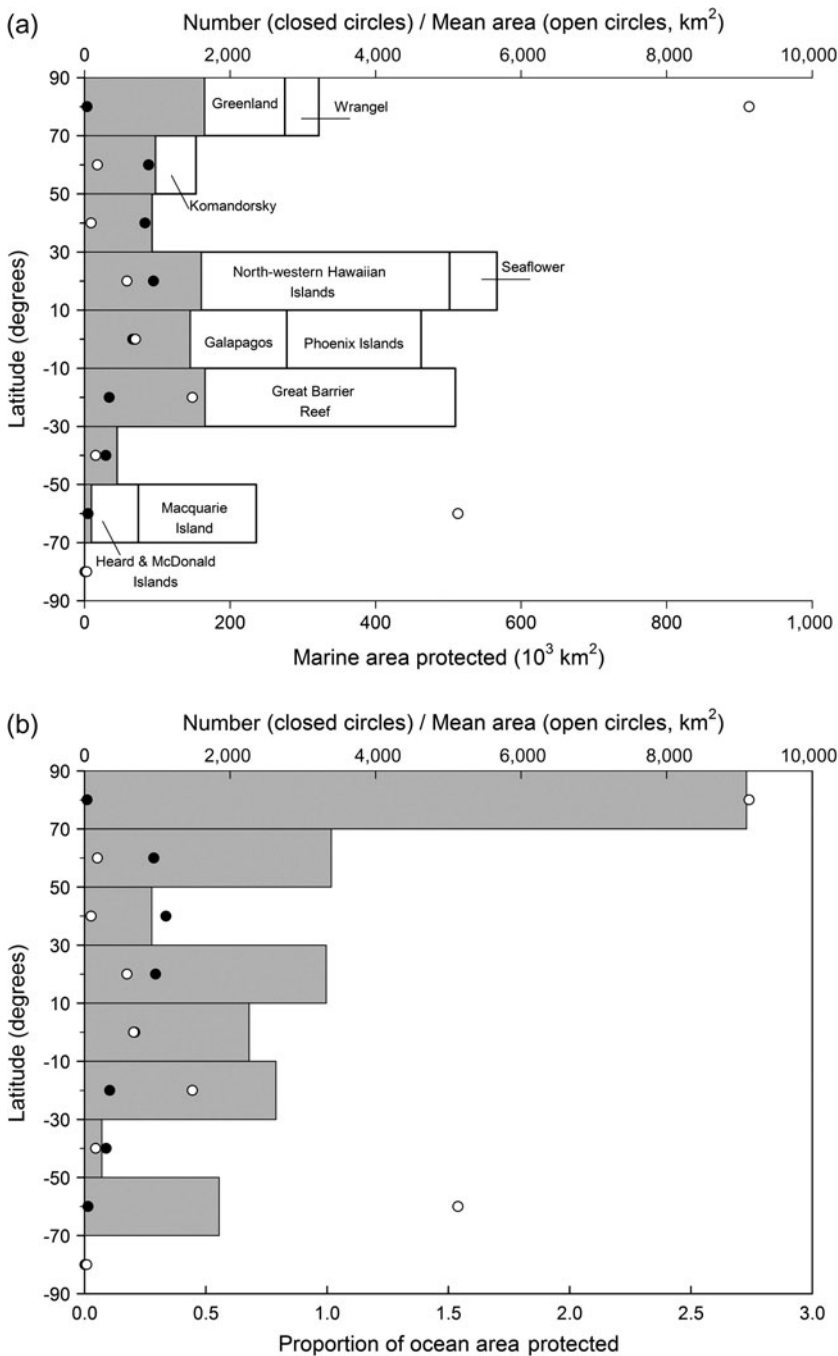 (a)
Number (closed circles) / Mean area (open circles, km²)
0 2,000 4,000 6,000 8,000 10,000
90
70
50
30
10
-10
-30
-50
-70
-90
Latitude (degrees)
Greenland
Wrangel
Komandorsky
North-western Hawaiian
Islands
Seaflower
Galapagos
Phoenix Islands
Great Barrier
Reef
Macquarie
Island
Heard & McDonald
Islands
0 200 400 600 800 1,000
Marine area protected (10³ km²)
(b)
Number (closed circles) / Mean area (open circles, km²)
0 2,000 4,000 6,000 8,000 10,000
90
70
50
30
10
-10
-30
-50
-70
-90
Latitude (degrees)
0.0 0.5 1.0 1.5 2.0 2.5 3.0
Proportion of ocean area protected